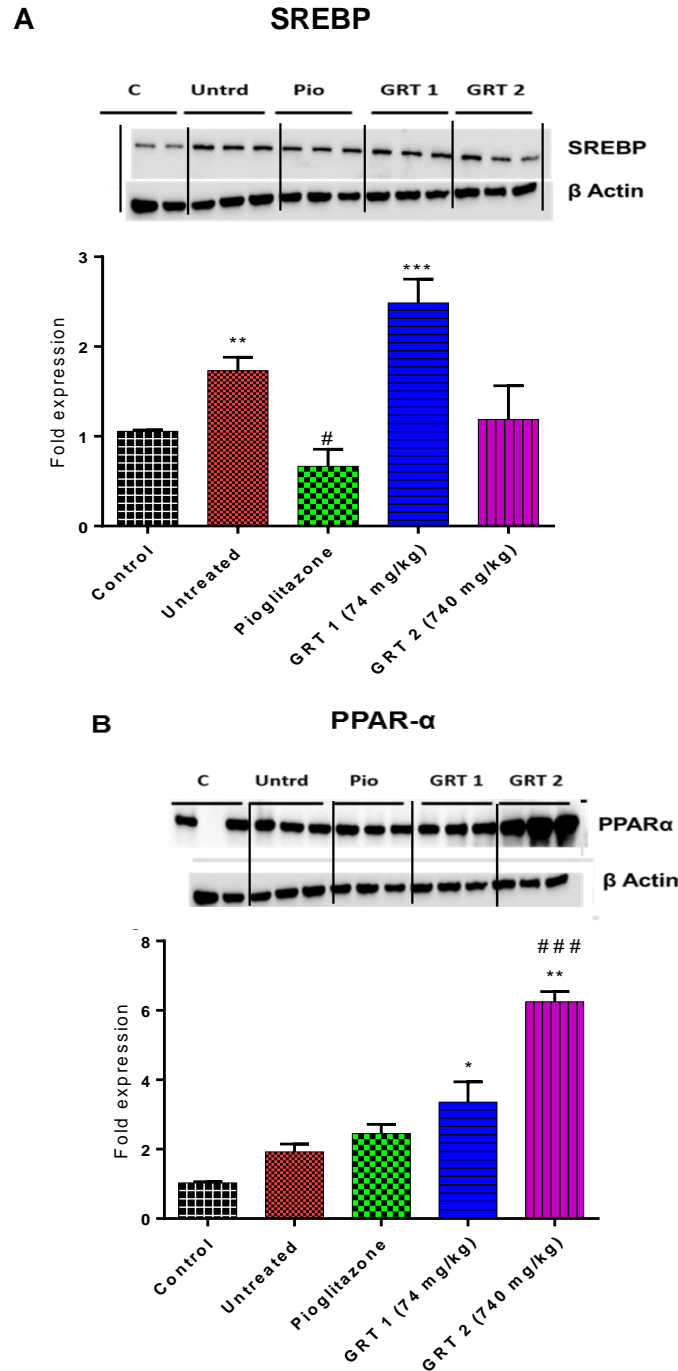 A
SREBP
C Untrd Pio GRT 1 GRT 2
SREBP
β Actin
3
2
1
0
Fold expression
**
#
***
Control
Untreated
Pioglitazone
GRT 1 (74 mg/kg)
GRT 2 (740 mg/kg)
B
PPAR-α
C Untrd Pio GRT 1 GRT 2
PPARα
β Actin
8
6
4
2
0
Fold expression
*
###
**
Control
Untreated
Pioglitazone
GRT 1 (74 mg/kg)
GRT 2 (740 mg/kg)